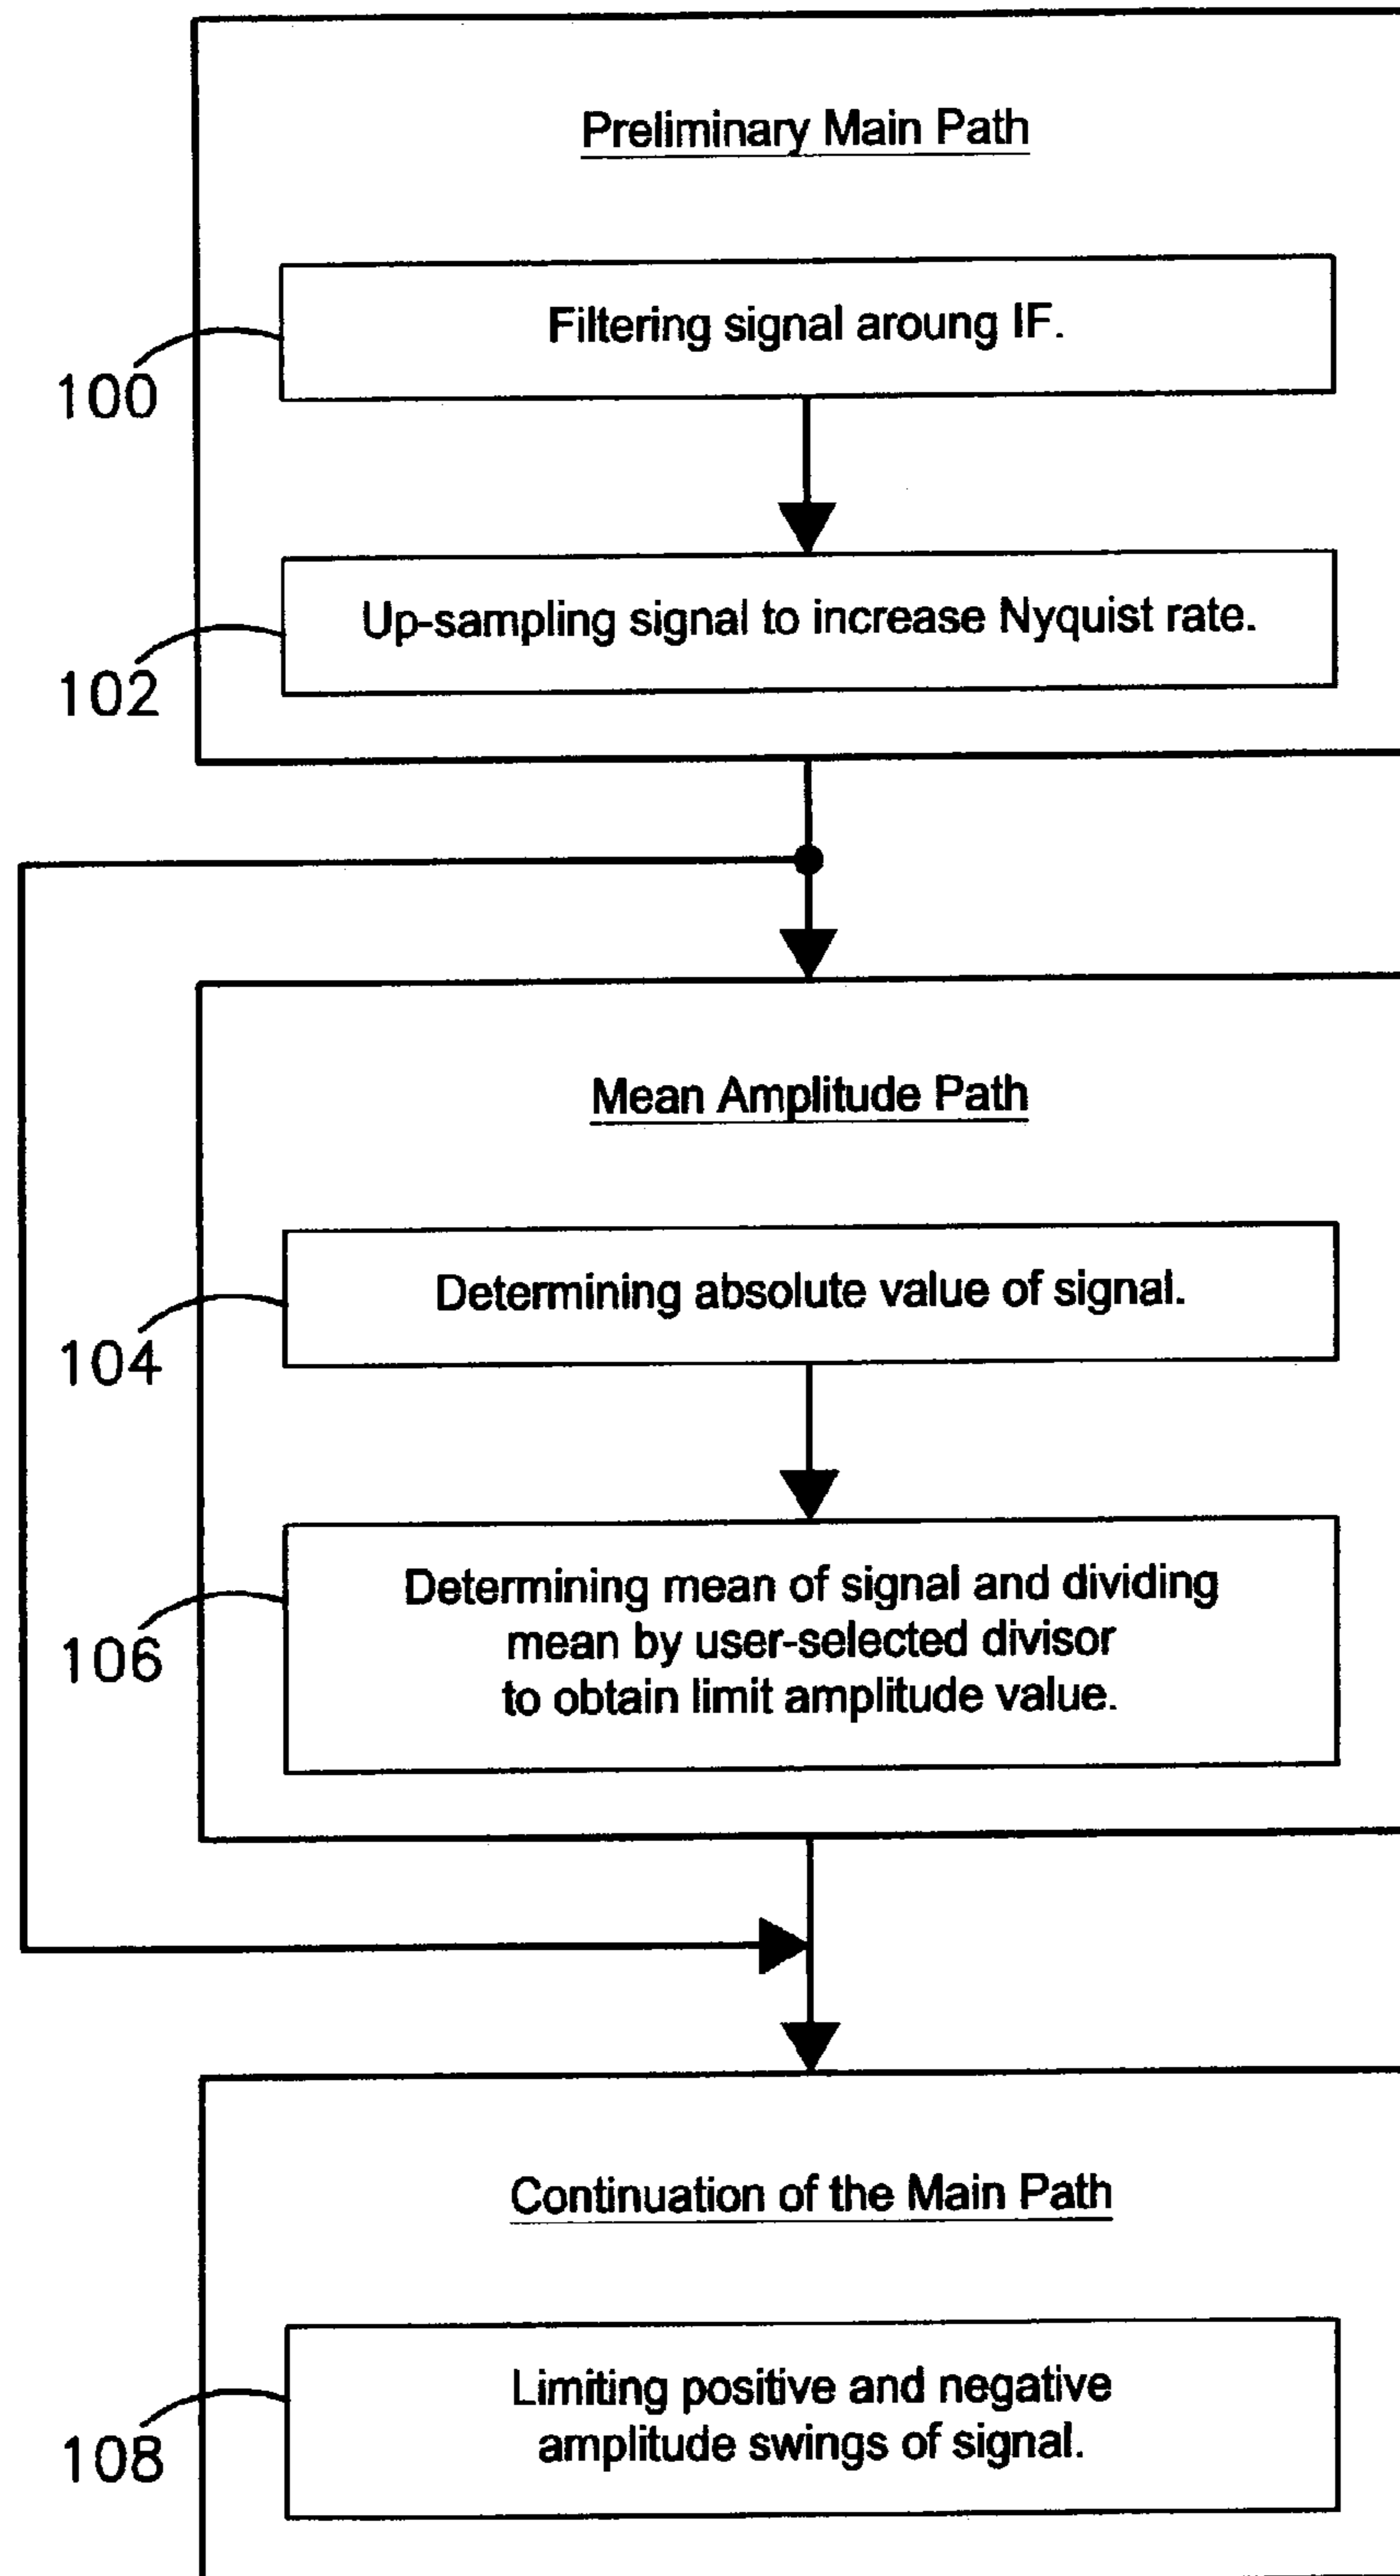 Preliminary Main Path
Filtering signal aroung IF.
100
Up-sampling signal to increase Nyquist rate.
102
Mean Amplitude Path
Determining absolute value of signal.
104
Determining mean of signal and dividing
mean by user-selected divisor
to obtain limit amplitude value.
106
Continuation of the Main Path
Limiting positive and negative
amplitude swings of signal.
108